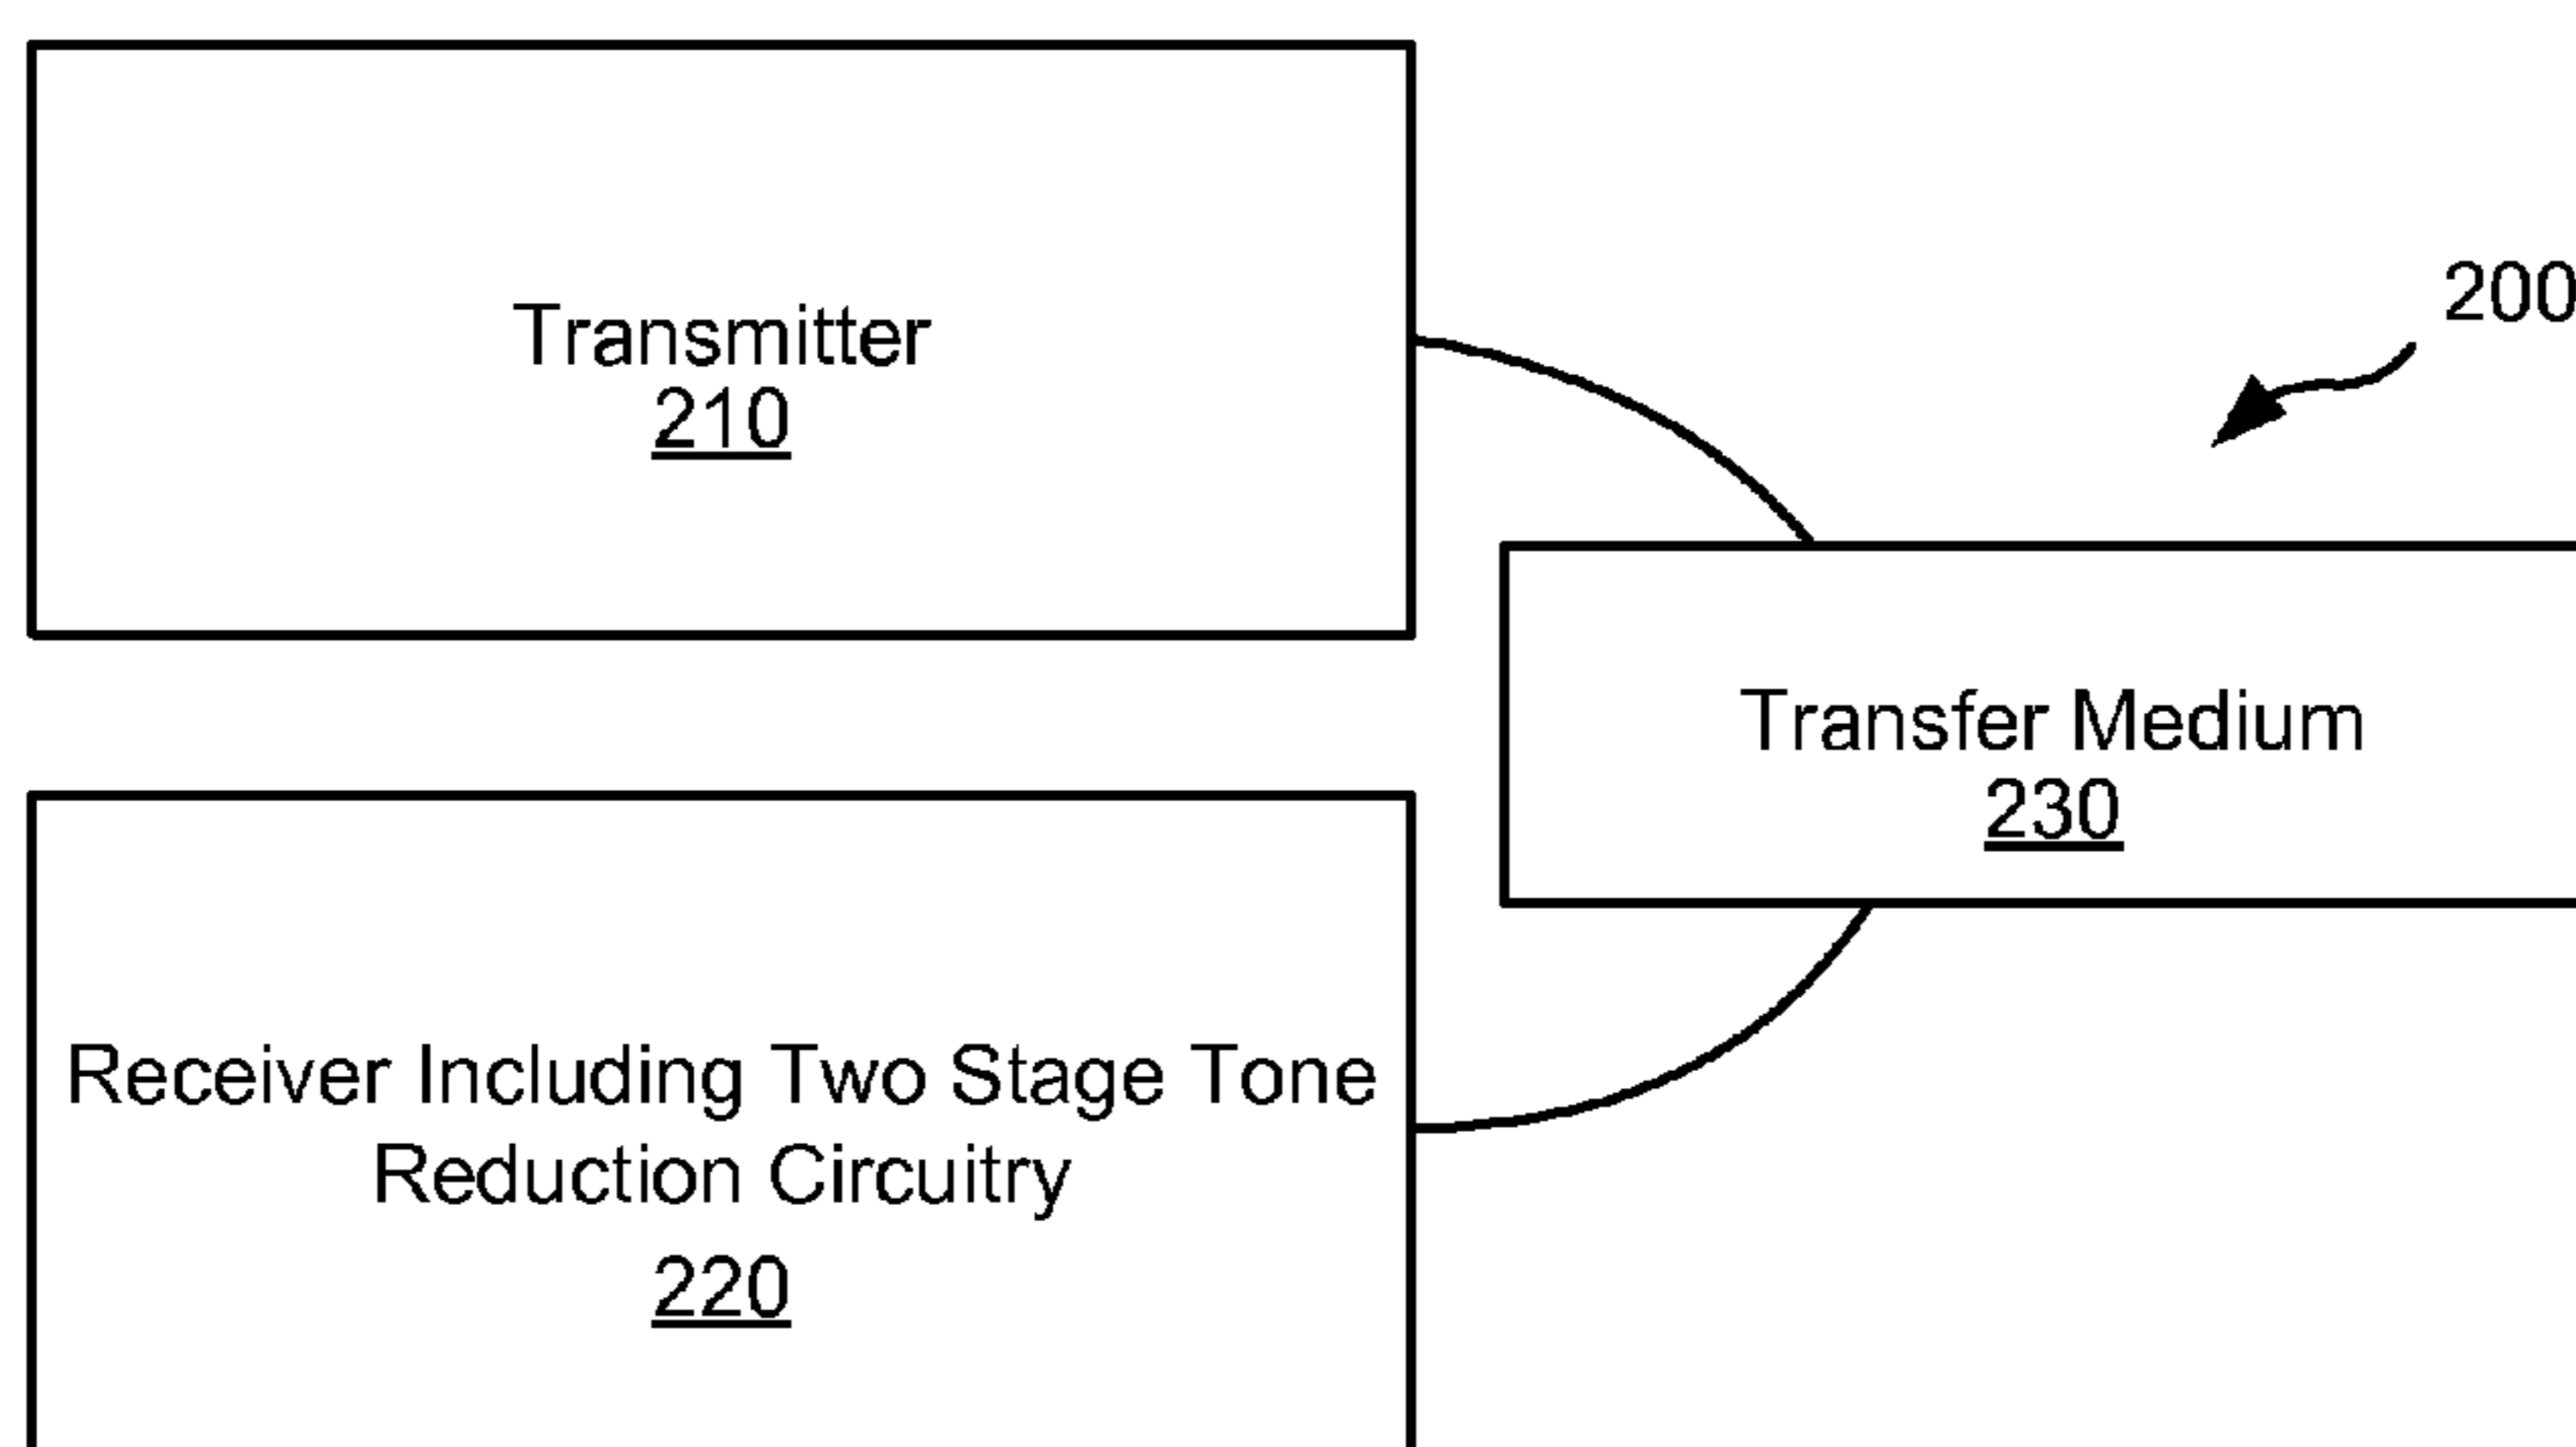 Transmitter
210
200
Transfer Medium
230
Receiver Including Two Stage Tone
Reduction Circuitry
220